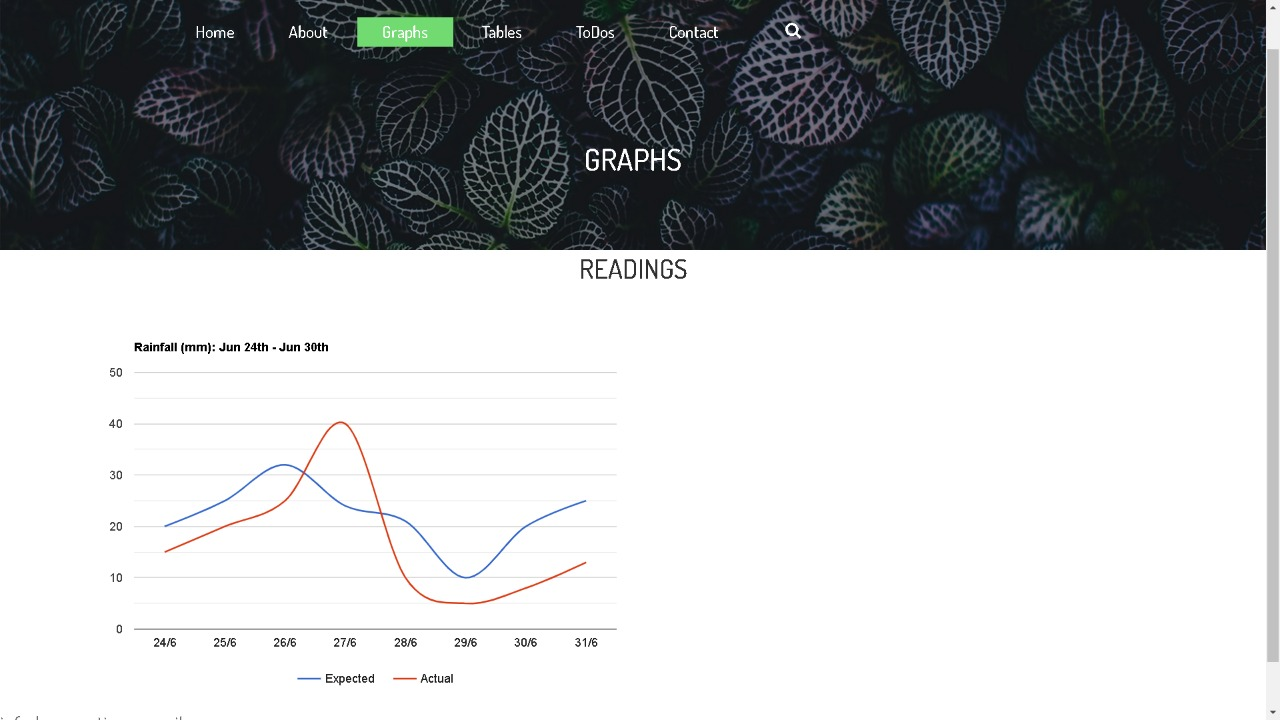 Home About Graphs Tables ToDos Contact
GRAPHS
READINGS
Rainfall (mm): Jun 24th - Jun 30th
50
40
30
20
10
0
24/6 25/6 26/6 27/6 28/6 29/6 30/6 31/6
Expected Actual